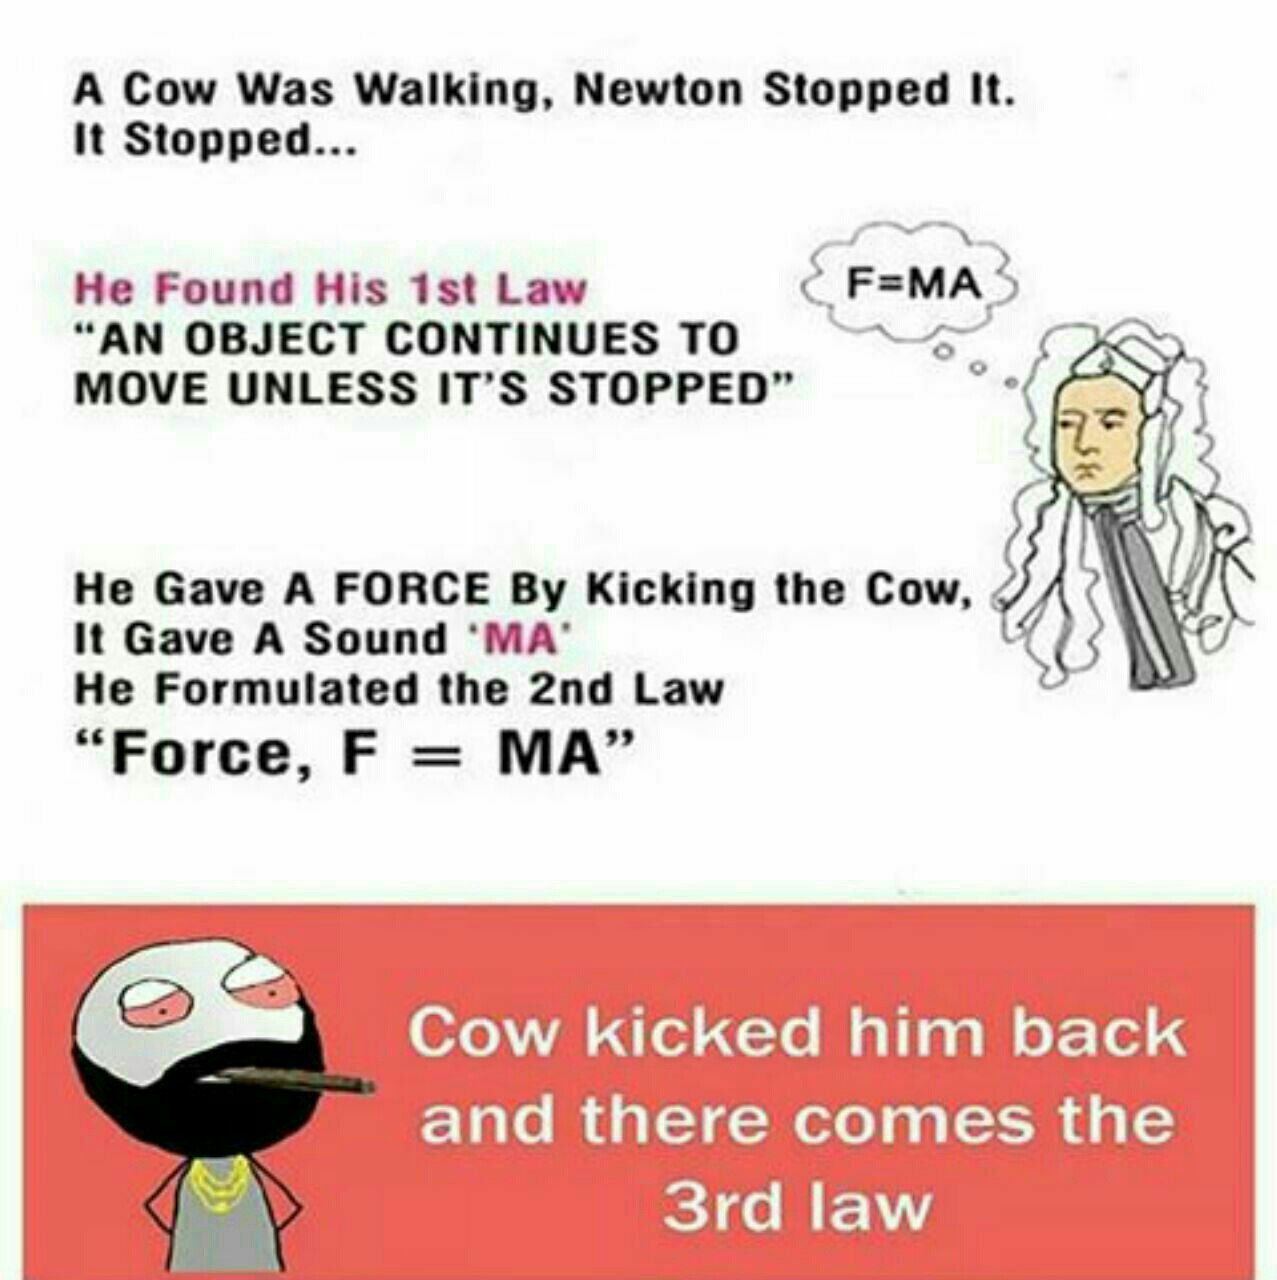 A Cow Was Walking, Newton Stopped It.
It Stopped...
F=MA
He Found His 1st Law
“AN OBJECT CONTINUES TO
MOVE UNLESS IT’S STOPPED”
He Gave A FORCE By Kicking the Cow,
It Gave A Sound 'MA'
He Formulated the 2nd Law
“Force, F = MA”
Cow kicked him back
and there comes the
3rd law